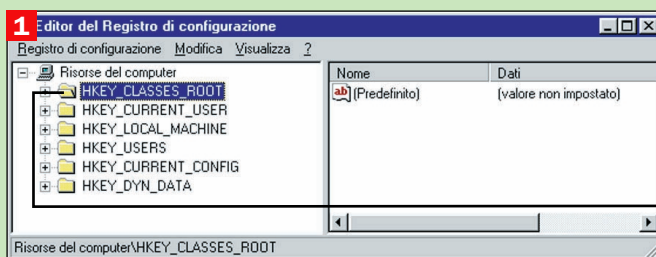 1
Editor del Registro di configurazione
Registro di configurazione Modifica Visualizza ?
Risorse del computer
HKEY_CLASSES_ROOT
HKEY_CURRENT_USER
HKEY_LOCAL_MACHINE
HKEY_USERS
HKEY_CURRENT_CONFIG
HKEY_DYN_DATA
Nome Dati
ab (Predefinito) (valore non impostato)
Risorse del computer\HKEY_CLASSES_ROOT